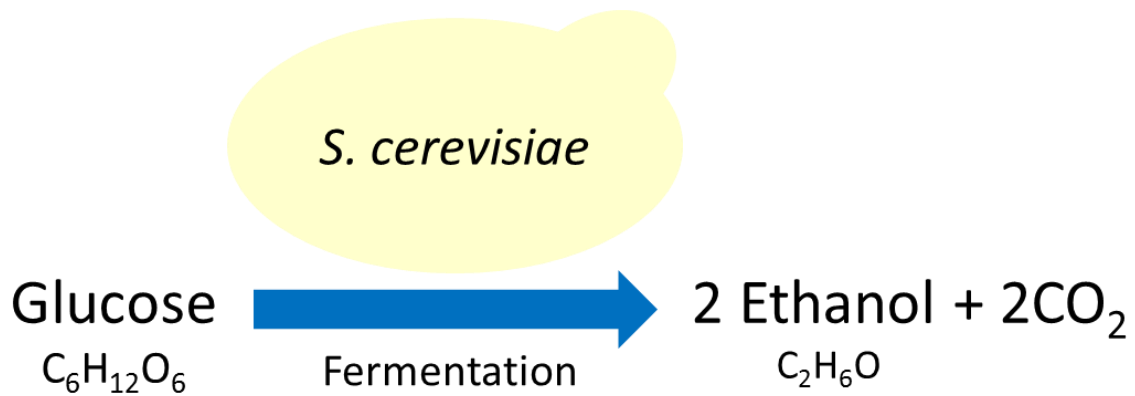 S. cerevisiae
Glucose 2 Ethanol + 2CO₂
C₆H₁₂O₆ Fermentation C₂H₆O